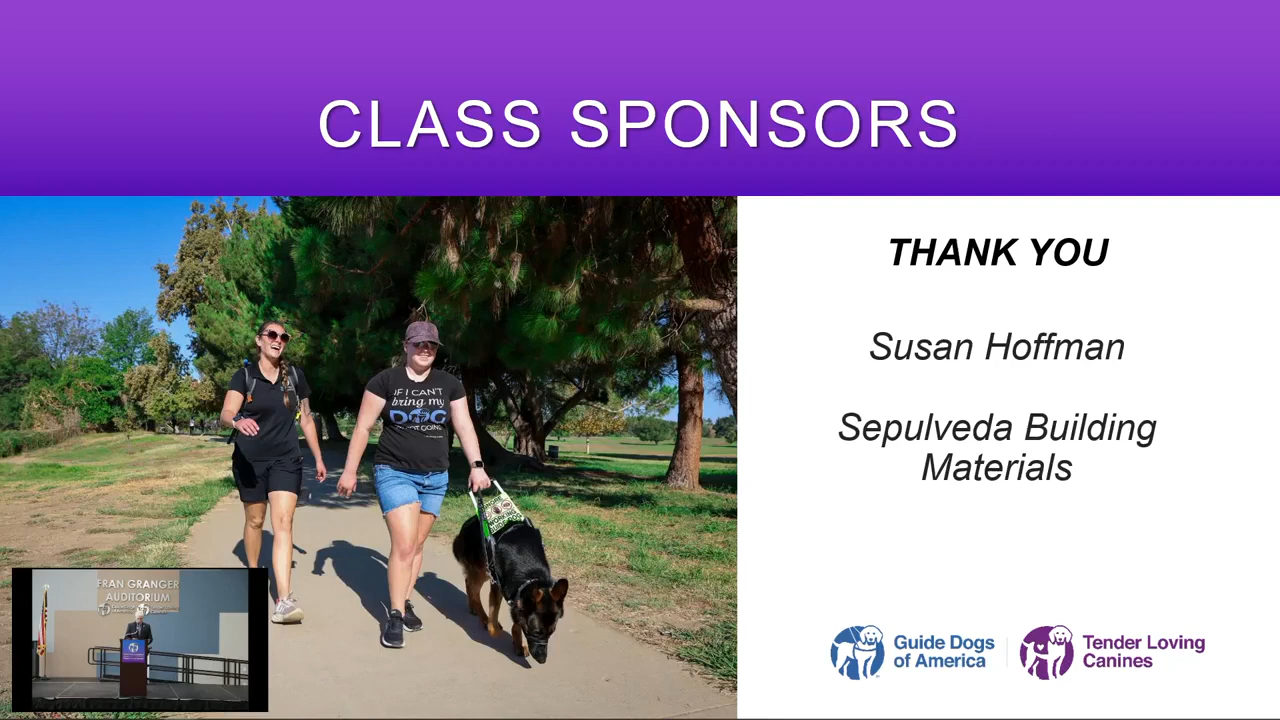 CLASS SPONSORS
THANK YOU
Susan Hoffman
Sepulveda Building
Materials
IF I CAN'T
bring my
DOG
FRAN GRANGER
AUDITORIUM
Guide Dogs
of America
Tender Loving
Canines